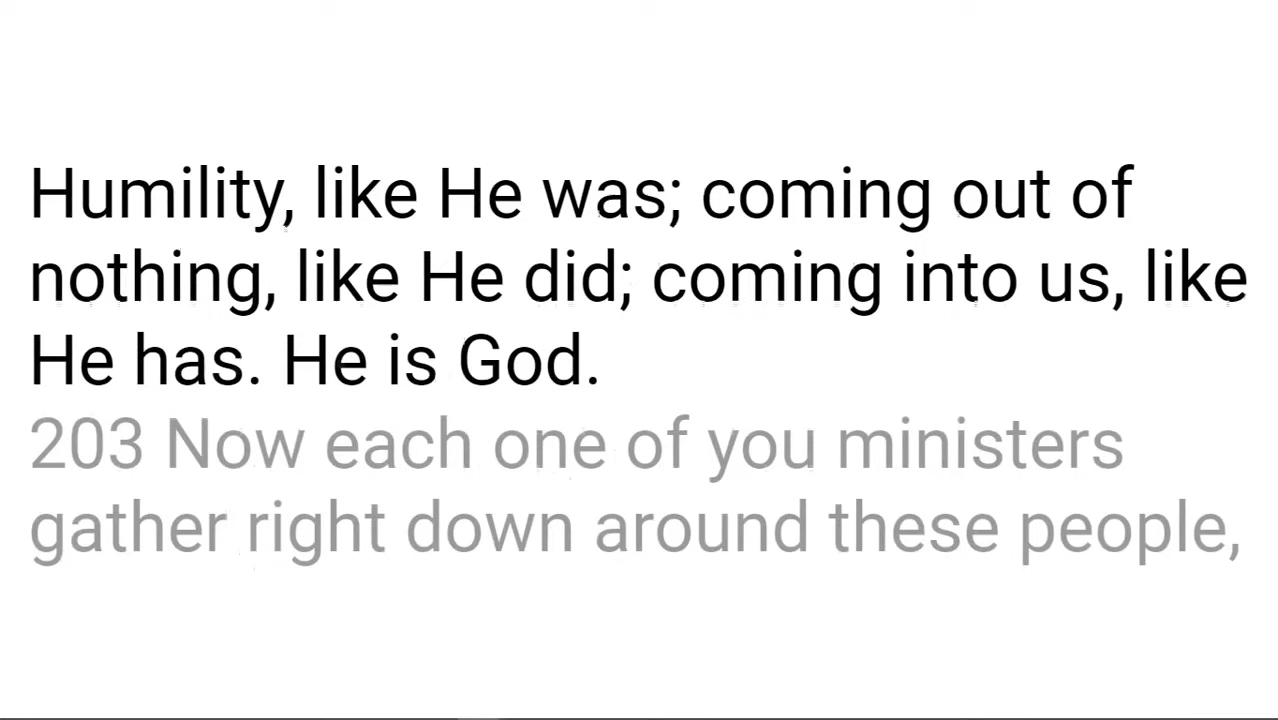 Humility, like He was; coming out of
nothing, like He did; coming into us, like
He has. He is God.
203 Now each one of you ministers
gather right down around these people,